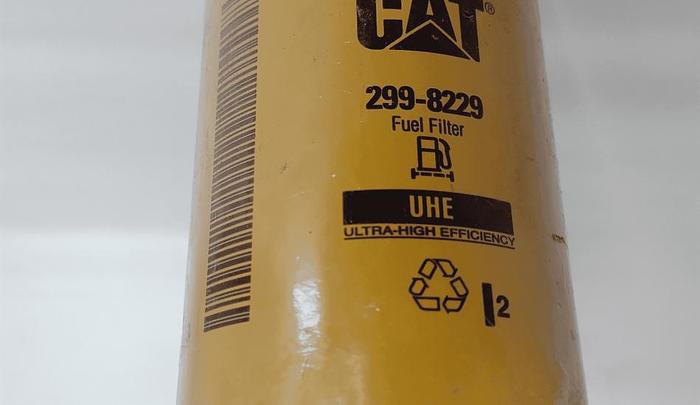 CAT®
299-8229
Fuel Filter
UHE
ULTRA-HIGH EFFICIENCY
2